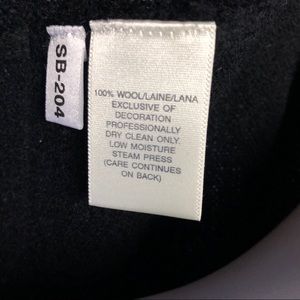 SB-204
100% WOOL/LAINE/LANA
EXCLUSIVE OF
DECORATION
PROFESSIONALLY
DRY CLEAN ONLY.
LOW MOISTURE
STEAM PRESS
(CARE CONTINUES
ON BACK)